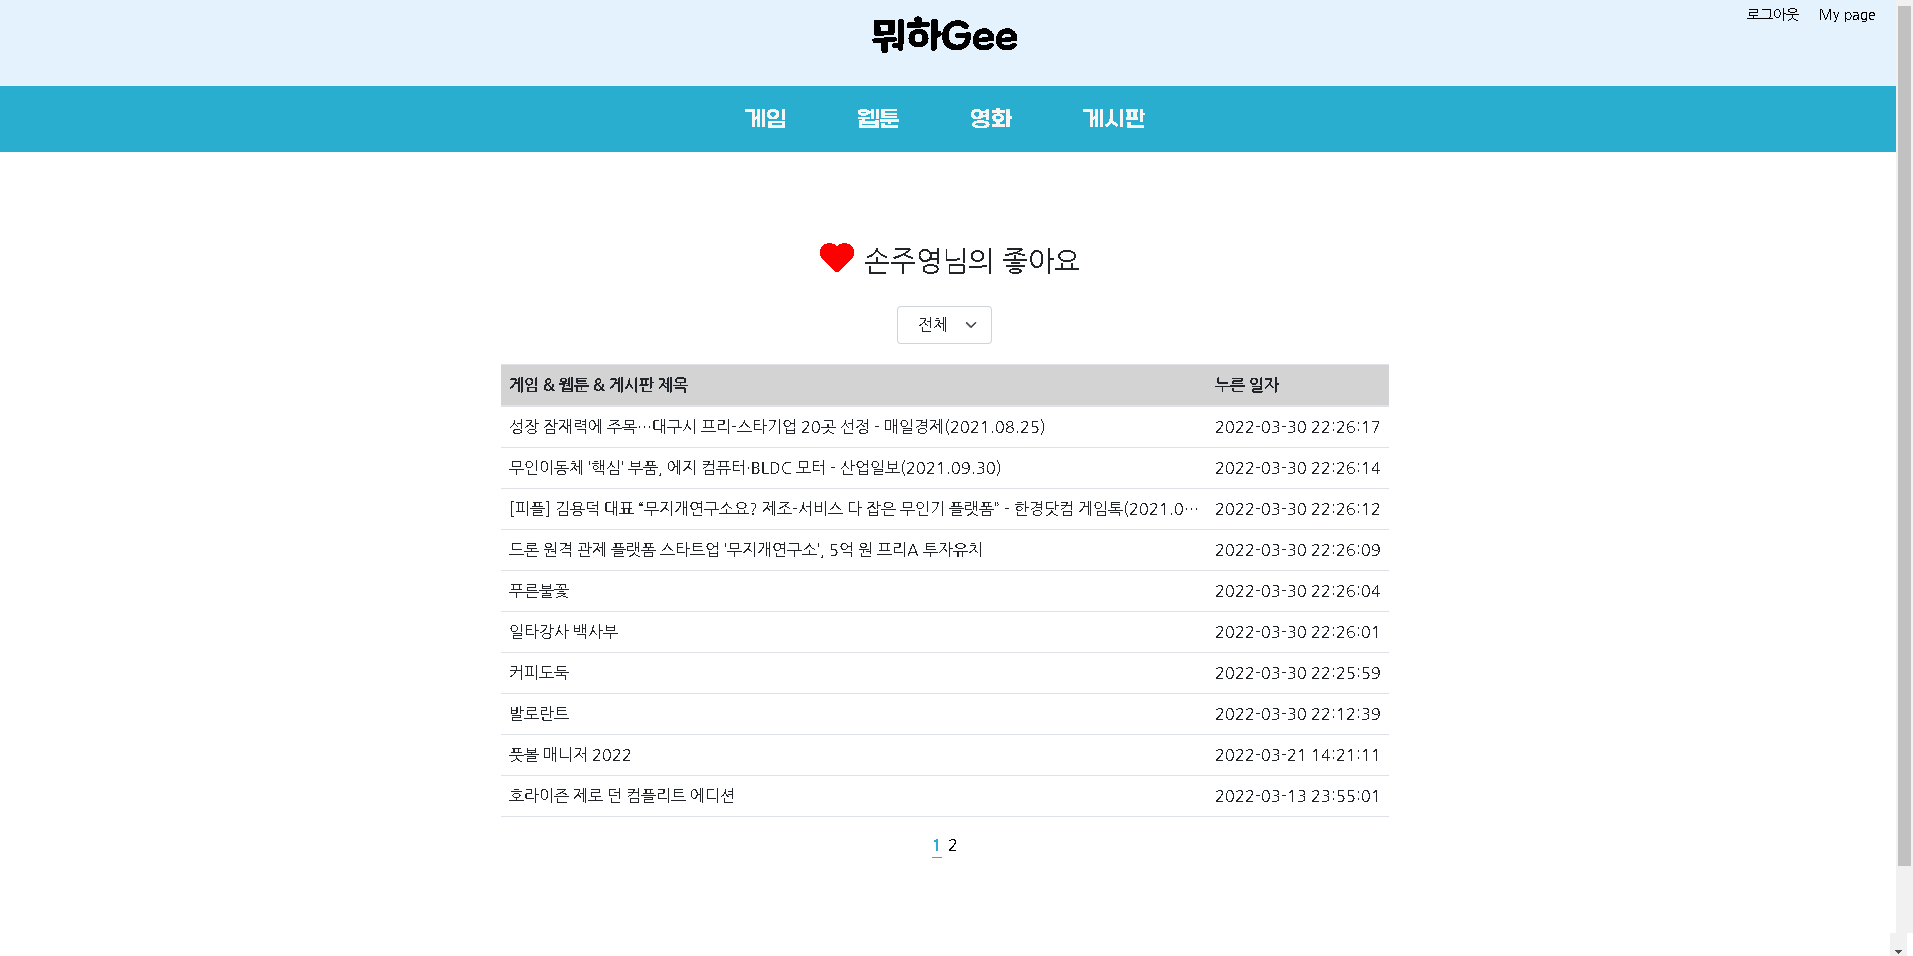 로그아웃 My page
뭐하Gee
게임 웹툰 영화 게시판
손주영님의 좋아요
전체
게임 & 웹툰 & 게시판 제목 누른 일자
성장 잠재력에 주목…대구시 프리-스타기업 20곳 선정 - 매일경제(2021.08.25) 2022-03-30 22:26:17
무인이동체 '핵심' 부품, 에지 컴퓨터·BLDC 모터 - 산업일보(2021.09.30) 2022-03-30 22:26:14
[피플] 김용덕 대표 “무지개연구소요? 제조-서비스 다 잡은 무인기 플랫폼” - 한경닷컴 게임톡(2021.0… 2022-03-30 22:26:12
드론 원격 관제 플랫폼 스타트업 '무지개연구소', 5억 원 프리A 투자유치 2022-03-30 22:26:09
푸른불꽃 2022-03-30 22:26:04
일타강사 백사부 2022-03-30 22:26:01
커피도둑 2022-03-30 22:25:59
발로란트 2022-03-30 22:12:39
풋볼 매니저 2022 2022-03-21 14:21:11
호라이즌 제로 던 컴플리트 에디션 2022-03-13 23:55:01
1 2